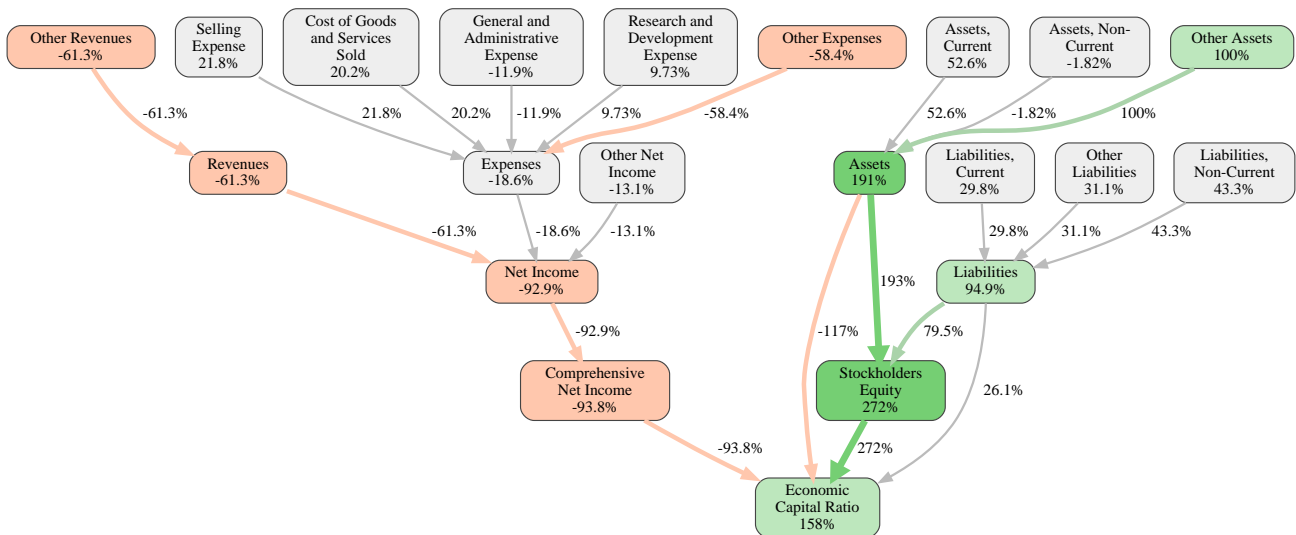 Other Revenues
-61.3%
Selling
Expense
21.8%
Cost of Goods
and Services
Sold
20.2%
General and
Administrative
Expense
-11.9%
Research and
Development
Expense
9.73%
Other Expenses
-58.4%
Assets,
Current
52.6%
Assets, Non-
Current
-1.82%
Other Assets
100%
-61.3%
21.8%
20.2%
-11.9%
9.73%
-58.4%
52.6%
-1.82%
100%
Revenues
-61.3%
Expenses
-18.6%
Other Net
Income
-13.1%
Assets
191%
Liabilities,
Current
29.8%
Other
Liabilities
31.1%
Liabilities,
Non-Current
43.3%
-61.3%
-18.6%
-13.1%
29.8%
31.1%
43.3%
Net Income
-92.9%
193%
Liabilities
94.9%
-92.9%
-117%
79.5%
Comprehensive
Net Income
-93.8%
Stockholders
Equity
272%
26.1%
-93.8%
272%
Economic
Capital Ratio
158%